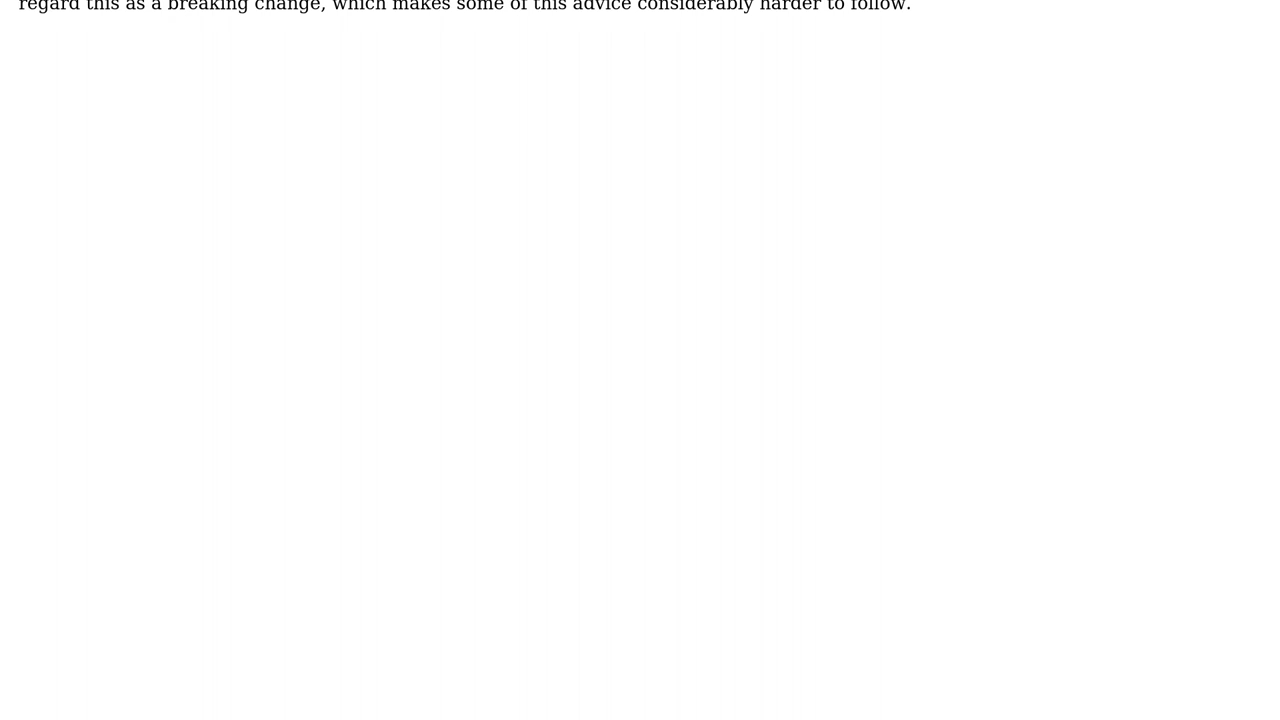 regard this as a breaking change, which makes some of this advice considerably harder to follow.